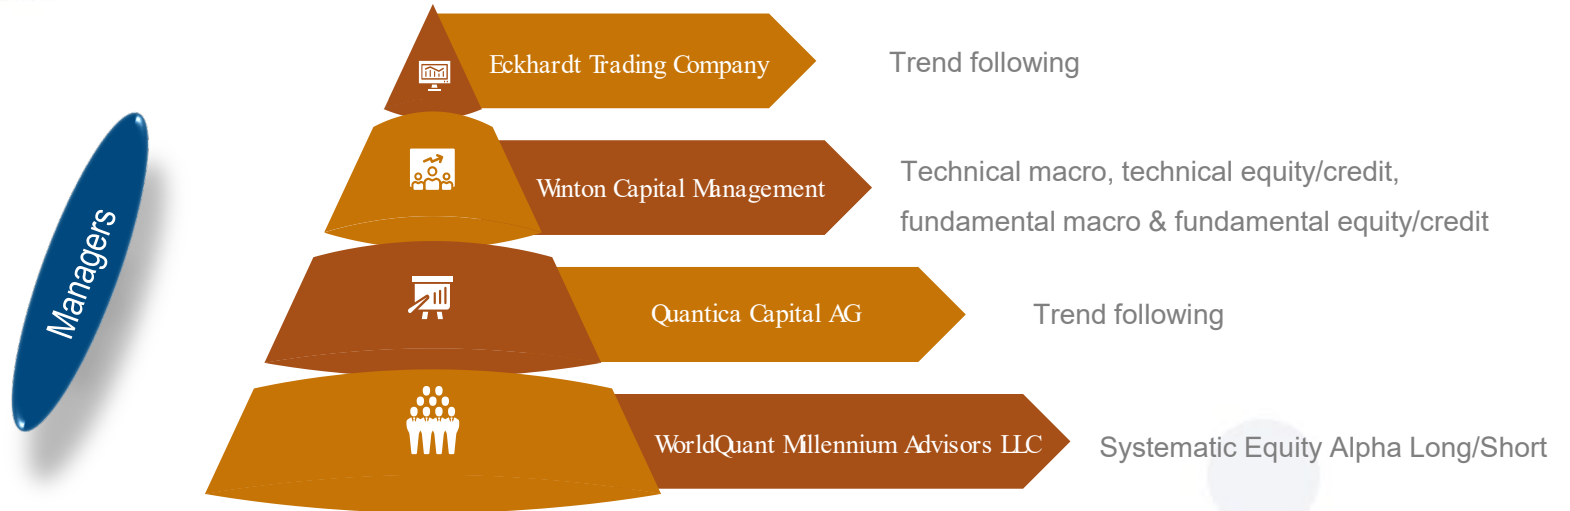 Managers
Eckhardt Trading Company
Trend following
Winton Capital Management
Technical macro, technical equity/credit,
fundamental macro & fundamental equity/credit
Quantica Capital AG
Trend following
WorldQuant Millennium Advisors LLC
Systematic Equity Alpha Long/Short